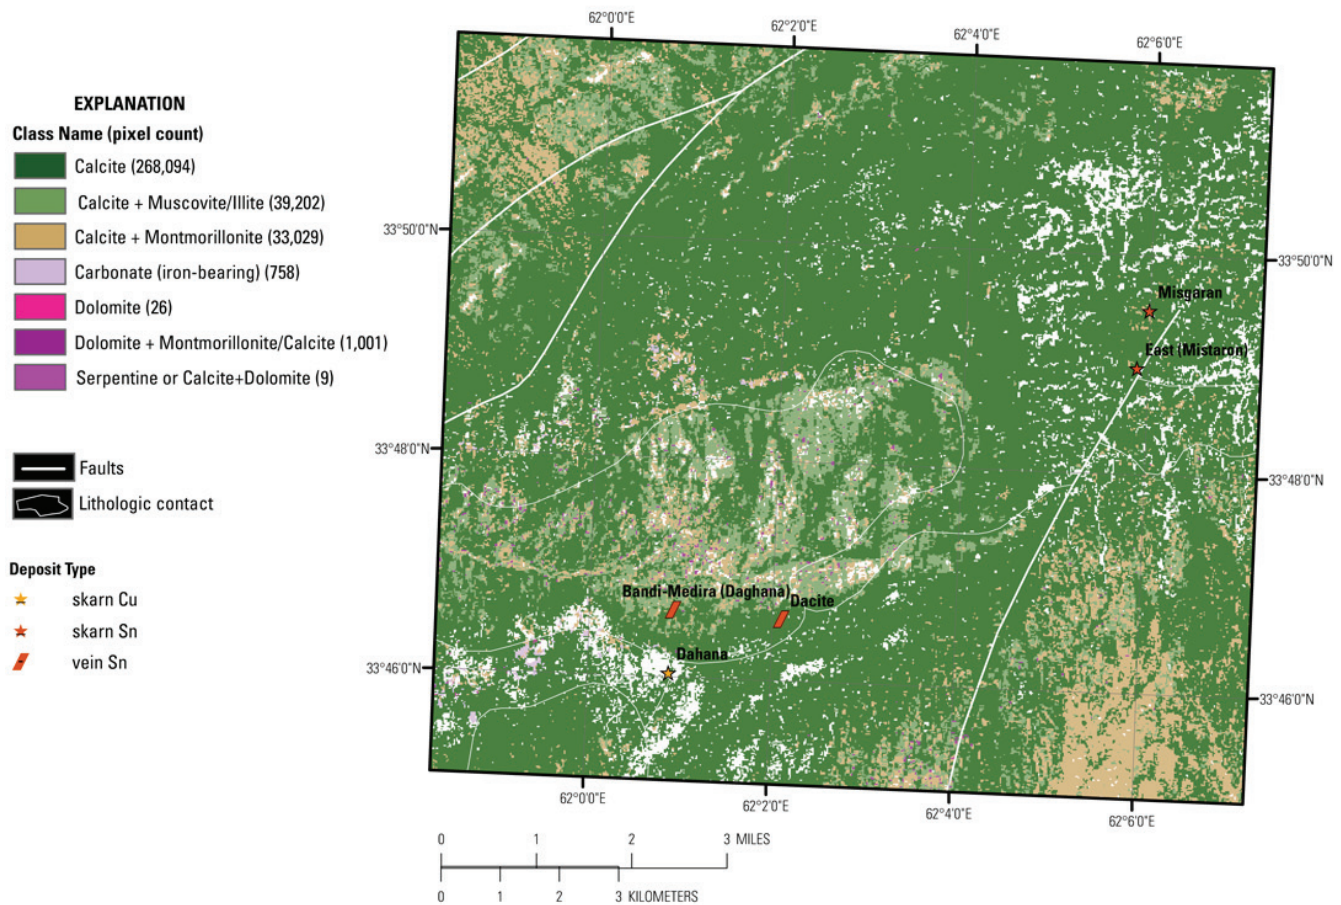 EXPLANATION
Class Name (pixel count)
Calcite (268,094)
Calcite + Muscovite/Illite (39,202)
Calcite + Montmorillonite (33,029)
Carbonate (iron-bearing) (758)
Dolomite (26)
Dolomite + Montmorillonite/Calcite (1,001)
Serpentine or Calcite+Dolomite (9)
Faults
Lithologic contact
Deposit Type
skarn Cu
skarn Sn
vein Sn
62°0'0"E
62°2'0"E
62°4'0"E
62°6'0"E
33°50'0"N
33°50'0"N
Misgaran
East (Mistaron)
33°48'0"N
33°48'0"N
Bandi-Medira (Daghana)
Dacite
Dahana
33°46'0"N
33°46'0"N
62°0'0"E
62°2'0"E
62°4'0"E
62°6'0"E
0 1 2 3 MILES
0 1 2 3 KILOMETERS